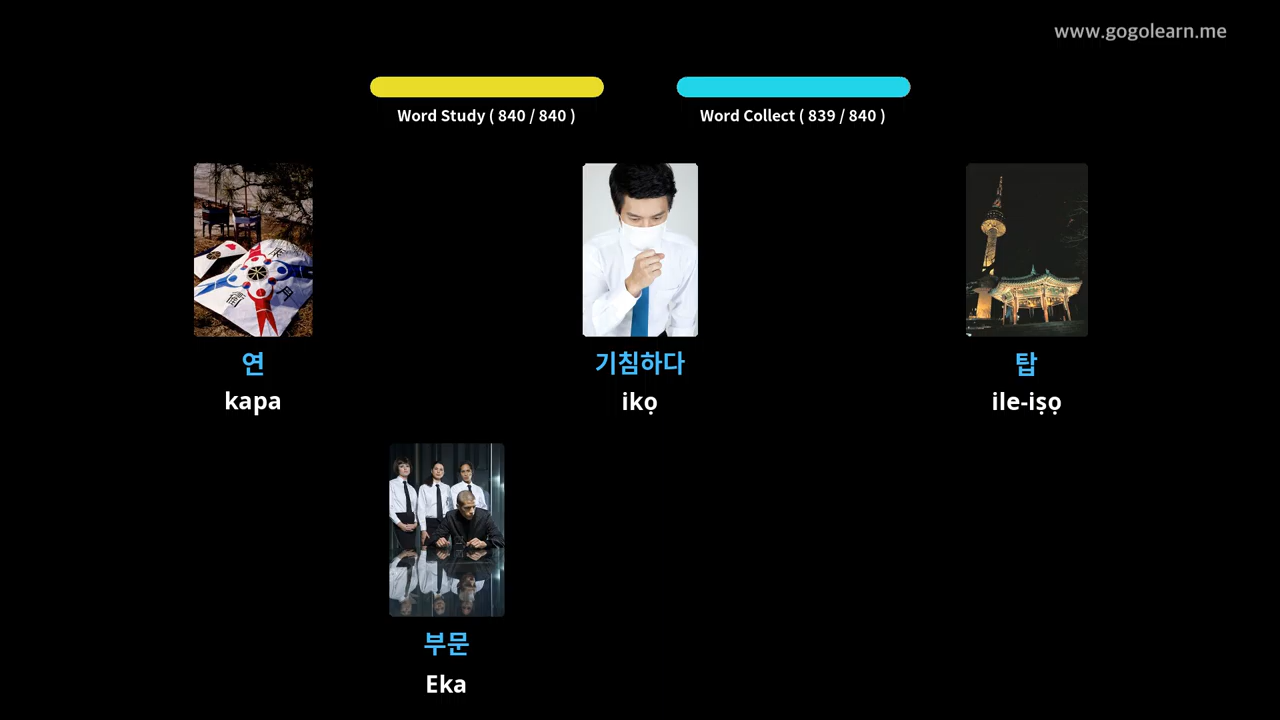 www.gogolearn.me
Word Study ( 840 / 840 )
Word Collect ( 839 / 840 )
연
kapa
기침하다
ikọ
탑
ile-iṣọ
부문
Eka